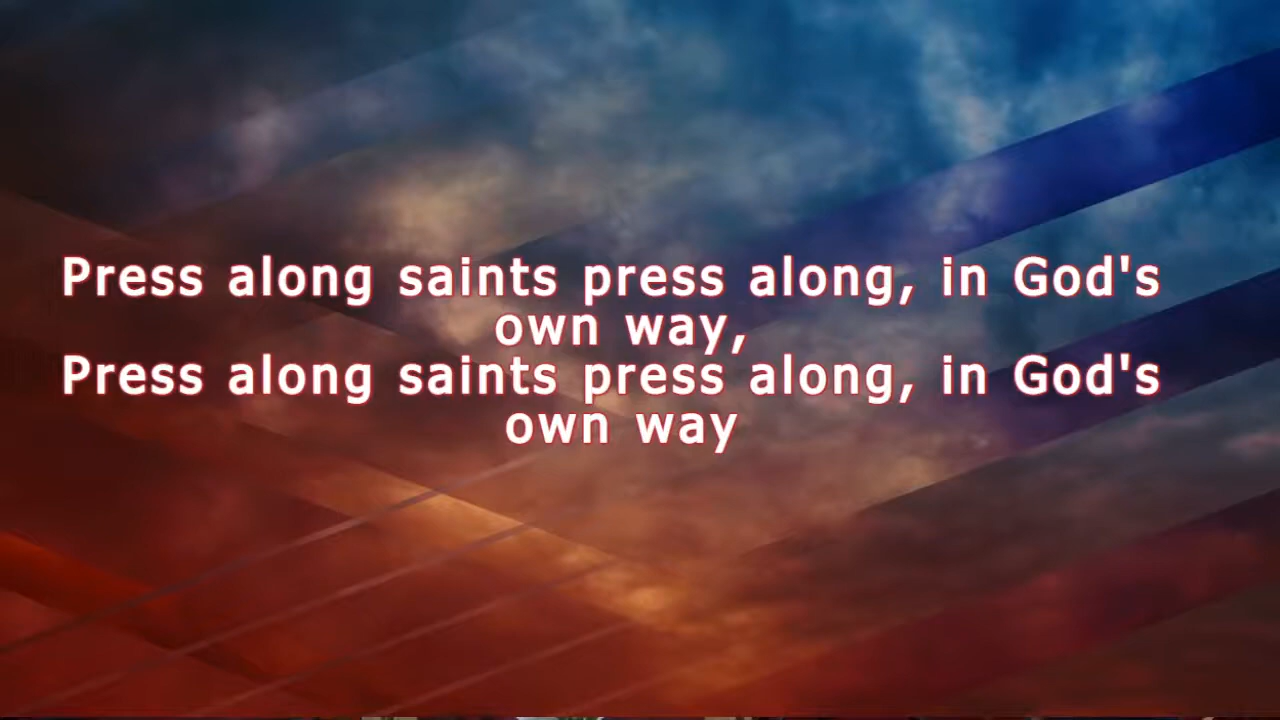 Press along saints press along, in God's
own way,
Press along saints press along, in God's
own way